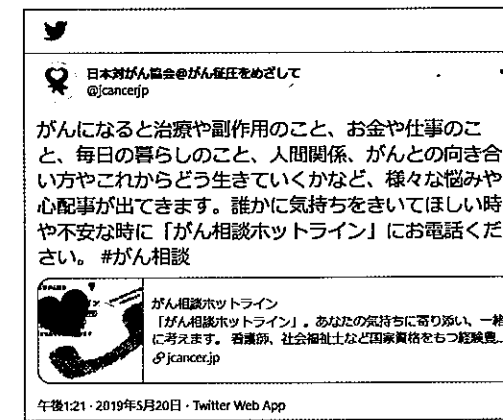 日本対がん協会@がん征圧をめざして
@jcancerjp
がんになると治療や副作用のこと、お金や仕事のこ
と、毎日の暮らしのこと、人間関係、がんとの向き合
い方やこれからどう生きていくかなど、様々な悩みや
心配事が出てきます。誰かに気持ちをきいてほしい時
や不安な時に「がん相談ホットライン」にお電話くだ
さい。 #がん相談
がん相談ホットライン
「がん相談ホットライン」。あなたの気持ちに寄り添い、一緒
に考えます。 看護師、社会福祉士など国家資格をもつ経験豊...
jcancer.jp
午後1:21 · 2019年5月20日 · Twitter Web App